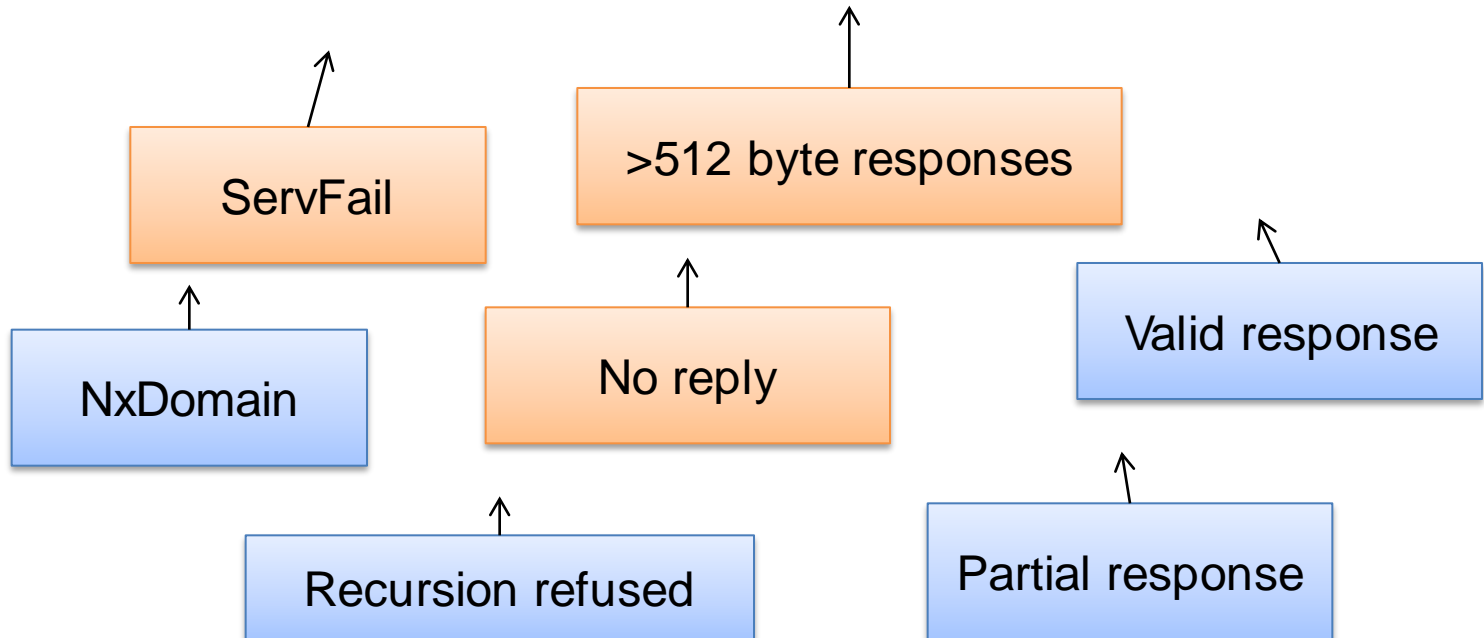 >512 byte responses
ServFail
Valid response
No reply
NxDomain
Partial response
Recursion refused